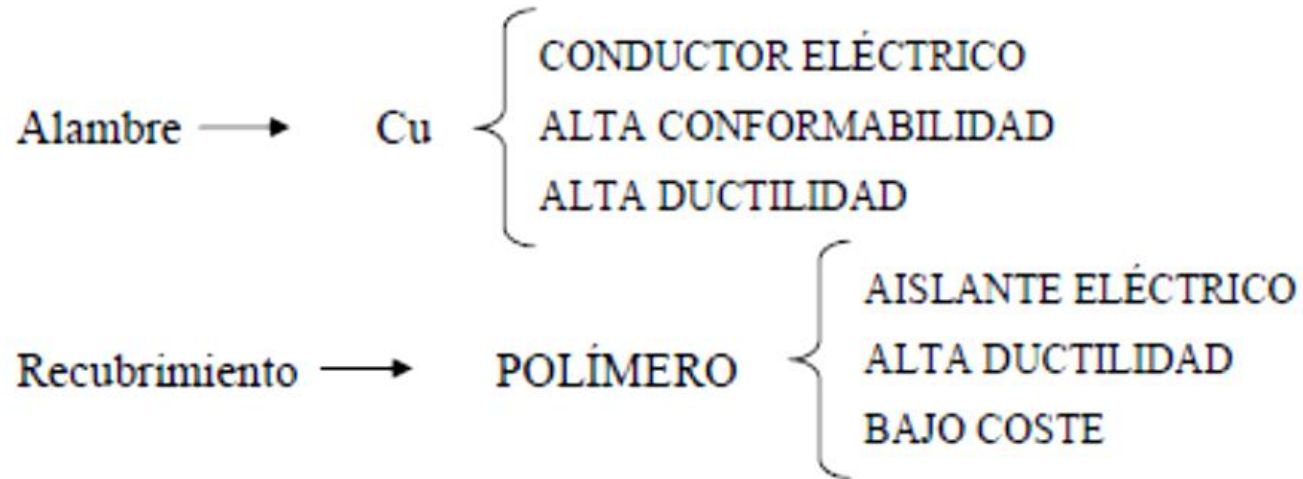 CONDUCTOR ELÉCTRICO
Alambre → Cu ALTA CONFORMABILIDAD
ALTA DUCTILIDAD
AISLANTE ELÉCTRICO
Recubrimiento → POLÍMERO ALTA DUCTILIDAD
BAJO COSTE